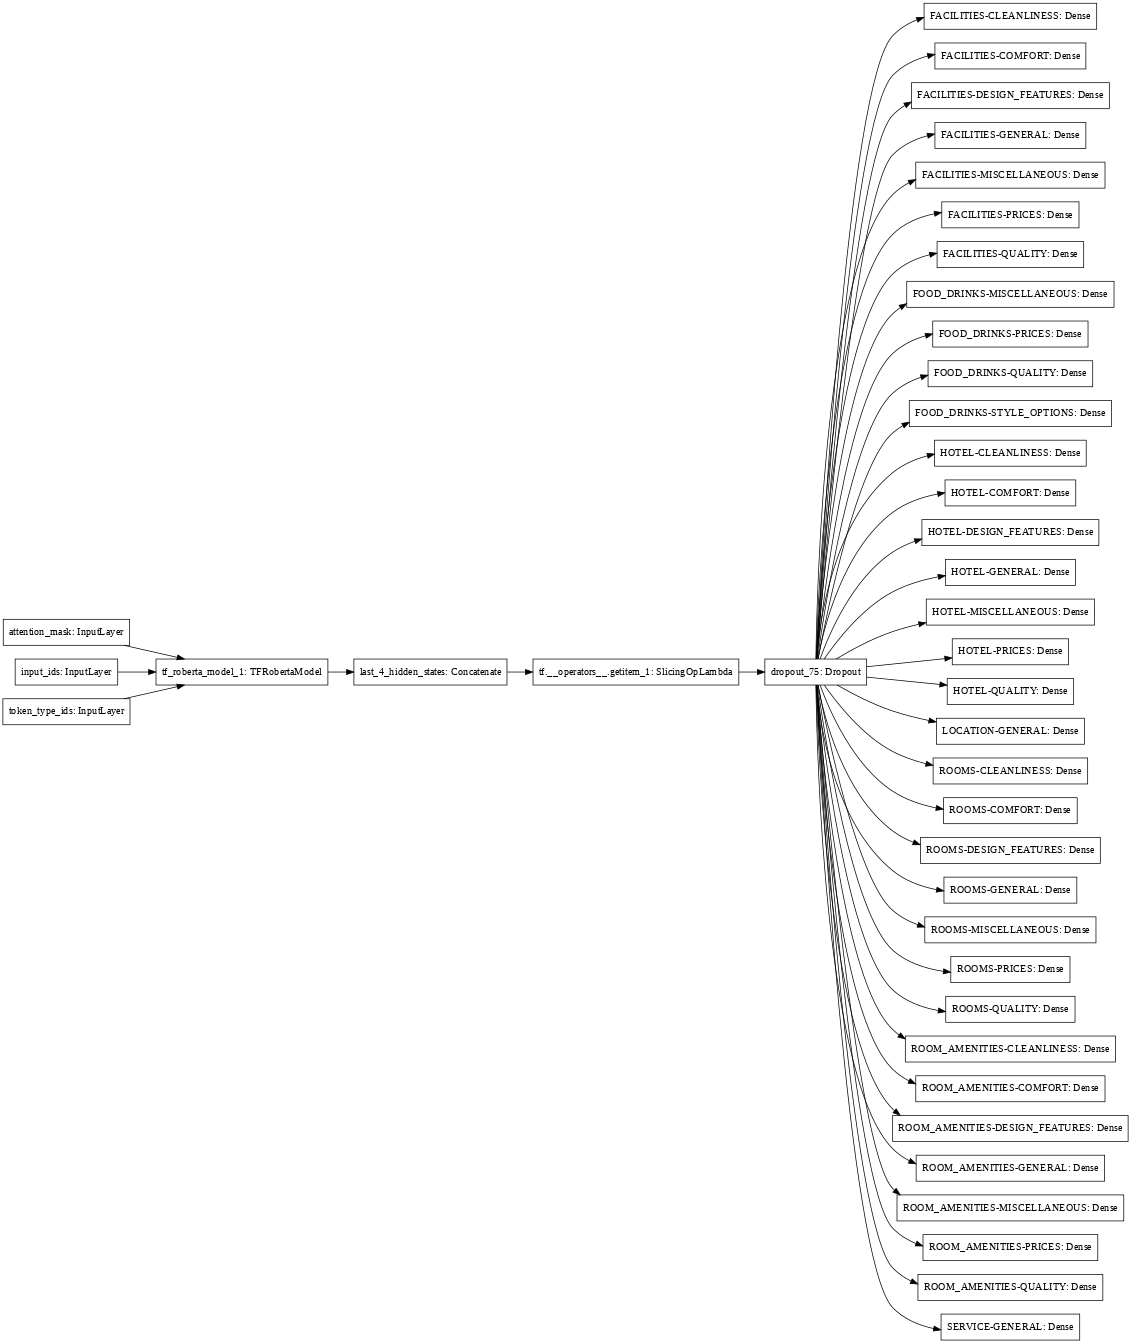 attention_mask: InputLayer
input_ids: InputLayer
token_type_ids: InputLayer
tf_roberta_model_1: TFRobertaModel
last_4_hidden_states: Concatenate
tf.__operators__.getitem_1: SlicingOpLambda
dropout_75: Dropout
FACILITIES-CLEANLINESS: Dense
FACILITIES-COMFORT: Dense
FACILITIES-DESIGN_FEATURES: Dense
FACILITIES-GENERAL: Dense
FACILITIES-MISCELLANEOUS: Dense
FACILITIES-PRICES: Dense
FACILITIES-QUALITY: Dense
FOOD_DRINKS-MISCELLANEOUS: Dense
FOOD_DRINKS-PRICES: Dense
FOOD_DRINKS-QUALITY: Dense
FOOD_DRINKS-STYLE_OPTIONS: Dense
HOTEL-CLEANLINESS: Dense
HOTEL-COMFORT: Dense
HOTEL-DESIGN_FEATURES: Dense
HOTEL-GENERAL: Dense
HOTEL-MISCELLANEOUS: Dense
HOTEL-PRICES: Dense
HOTEL-QUALITY: Dense
LOCATION-GENERAL: Dense
ROOMS-CLEANLINESS: Dense
ROOMS-COMFORT: Dense
ROOMS-DESIGN_FEATURES: Dense
ROOMS-GENERAL: Dense
ROOMS-MISCELLANEOUS: Dense
ROOMS-PRICES: Dense
ROOMS-QUALITY: Dense
ROOM_AMENITIES-CLEANLINESS: Dense
ROOM_AMENITIES-COMFORT: Dense
ROOM_AMENITIES-DESIGN_FEATURES: Dense
ROOM_AMENITIES-GENERAL: Dense
ROOM_AMENITIES-MISCELLANEOUS: Dense
ROOM_AMENITIES-PRICES: Dense
ROOM_AMENITIES-QUALITY: Dense
SERVICE-GENERAL: Dense